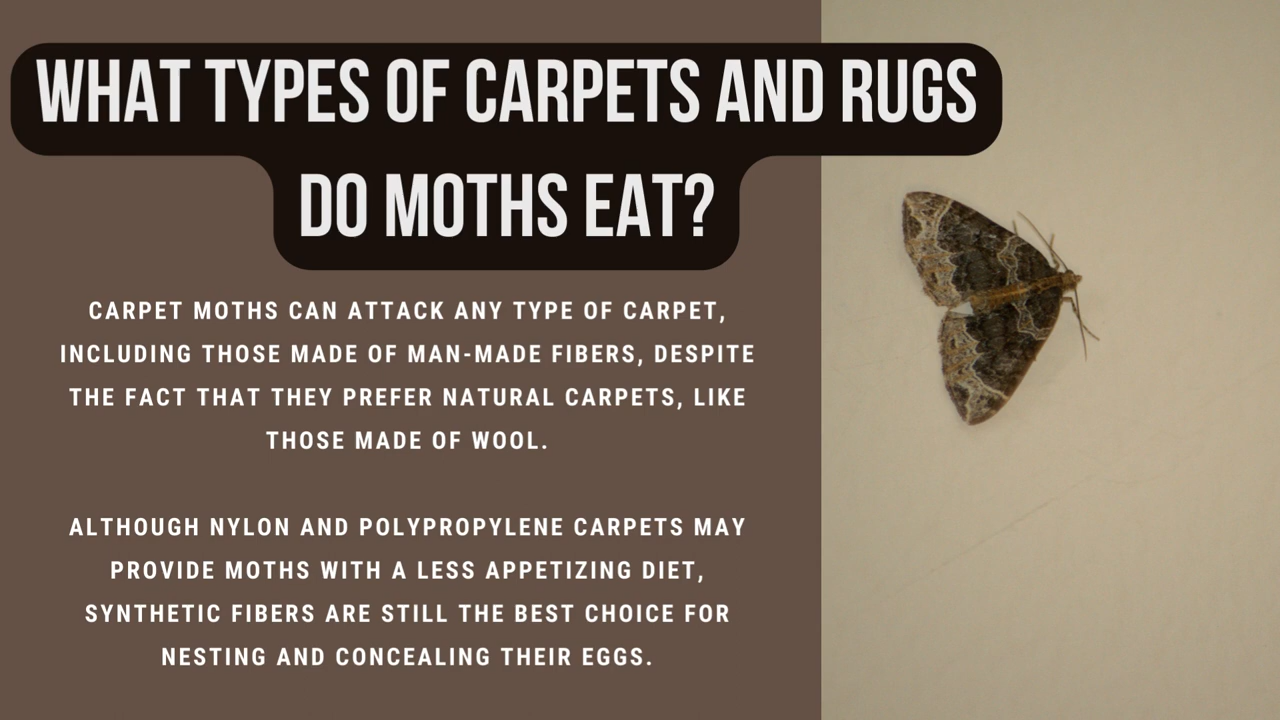 WHAT TYPES OF CARPETS AND RUGS
DO MOTHS EAT?
CARPET MOTHS CAN ATTACK ANY TYPE OF CARPET,
INCLUDING THOSE MADE OF MAN-MADE FIBERS, DESPITE
THE FACT THAT THEY PREFER NATURAL CARPETS, LIKE
THOSE MADE OF WOOL.
ALTHOUGH NYLON AND POLYPROPYLENE CARPETS MAY
PROVIDE MOTHS WITH A LESS APPETIZING DIET,
SYNTHETIC FIBERS ARE STILL THE BEST CHOICE FOR
NESTING AND CONCEALING THEIR EGGS.